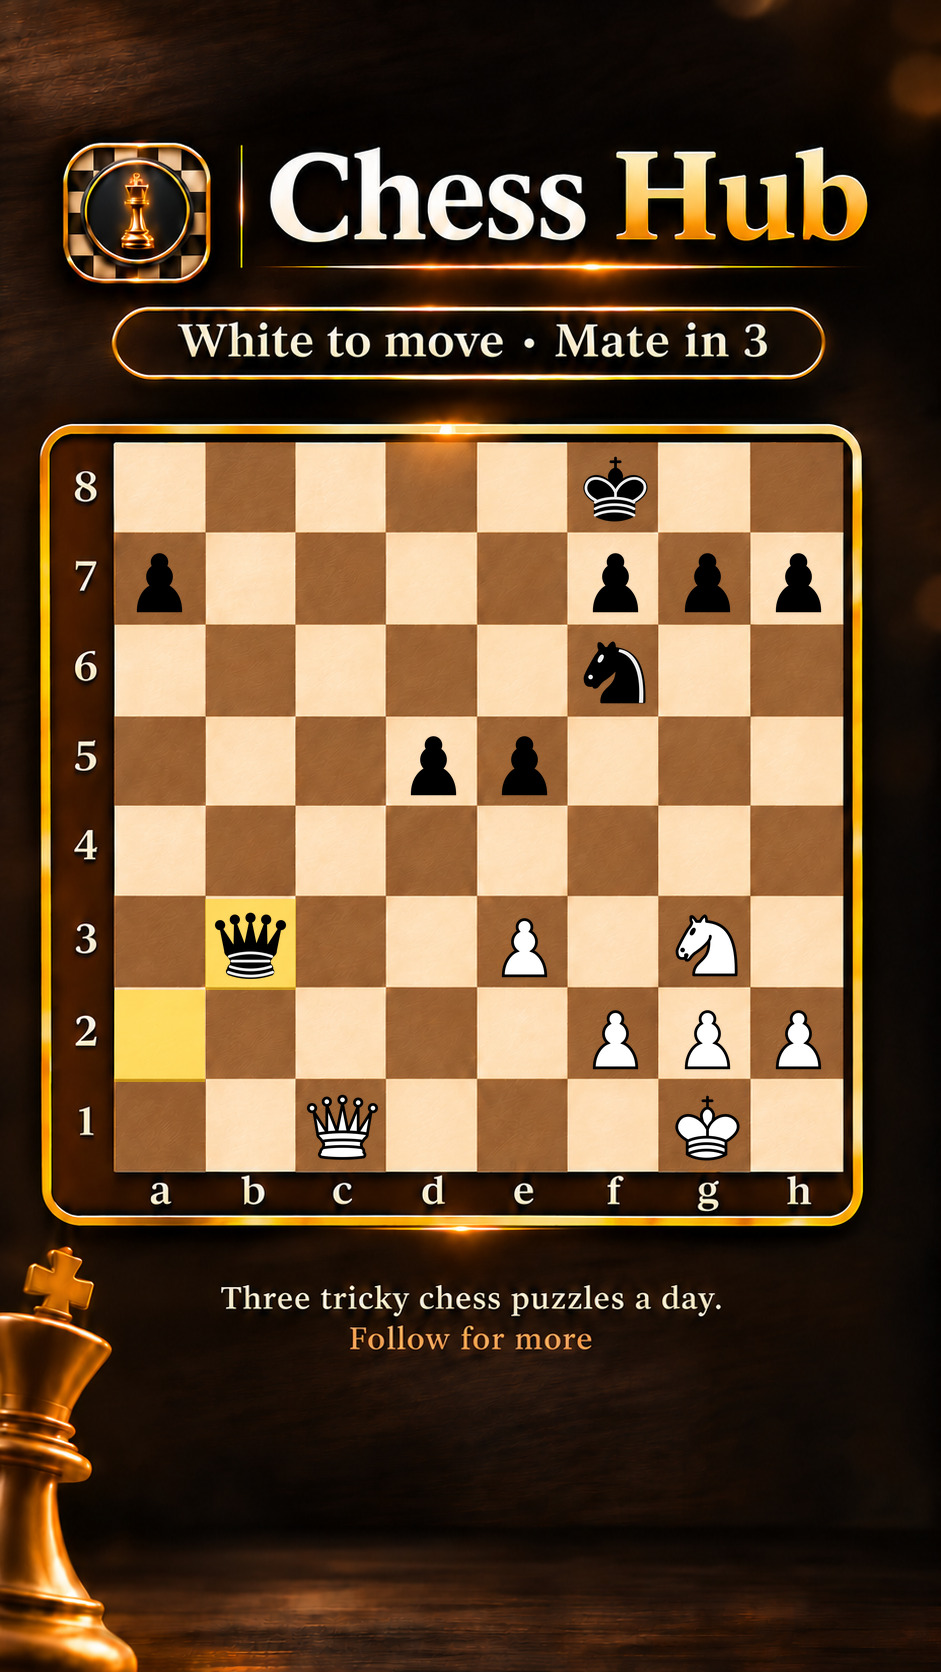 Chess Hub
White to move • Mate in 3
8
7
6
5
4
3
2
1
a b c d e f g h
Three tricky chess puzzles a day.
Follow for more